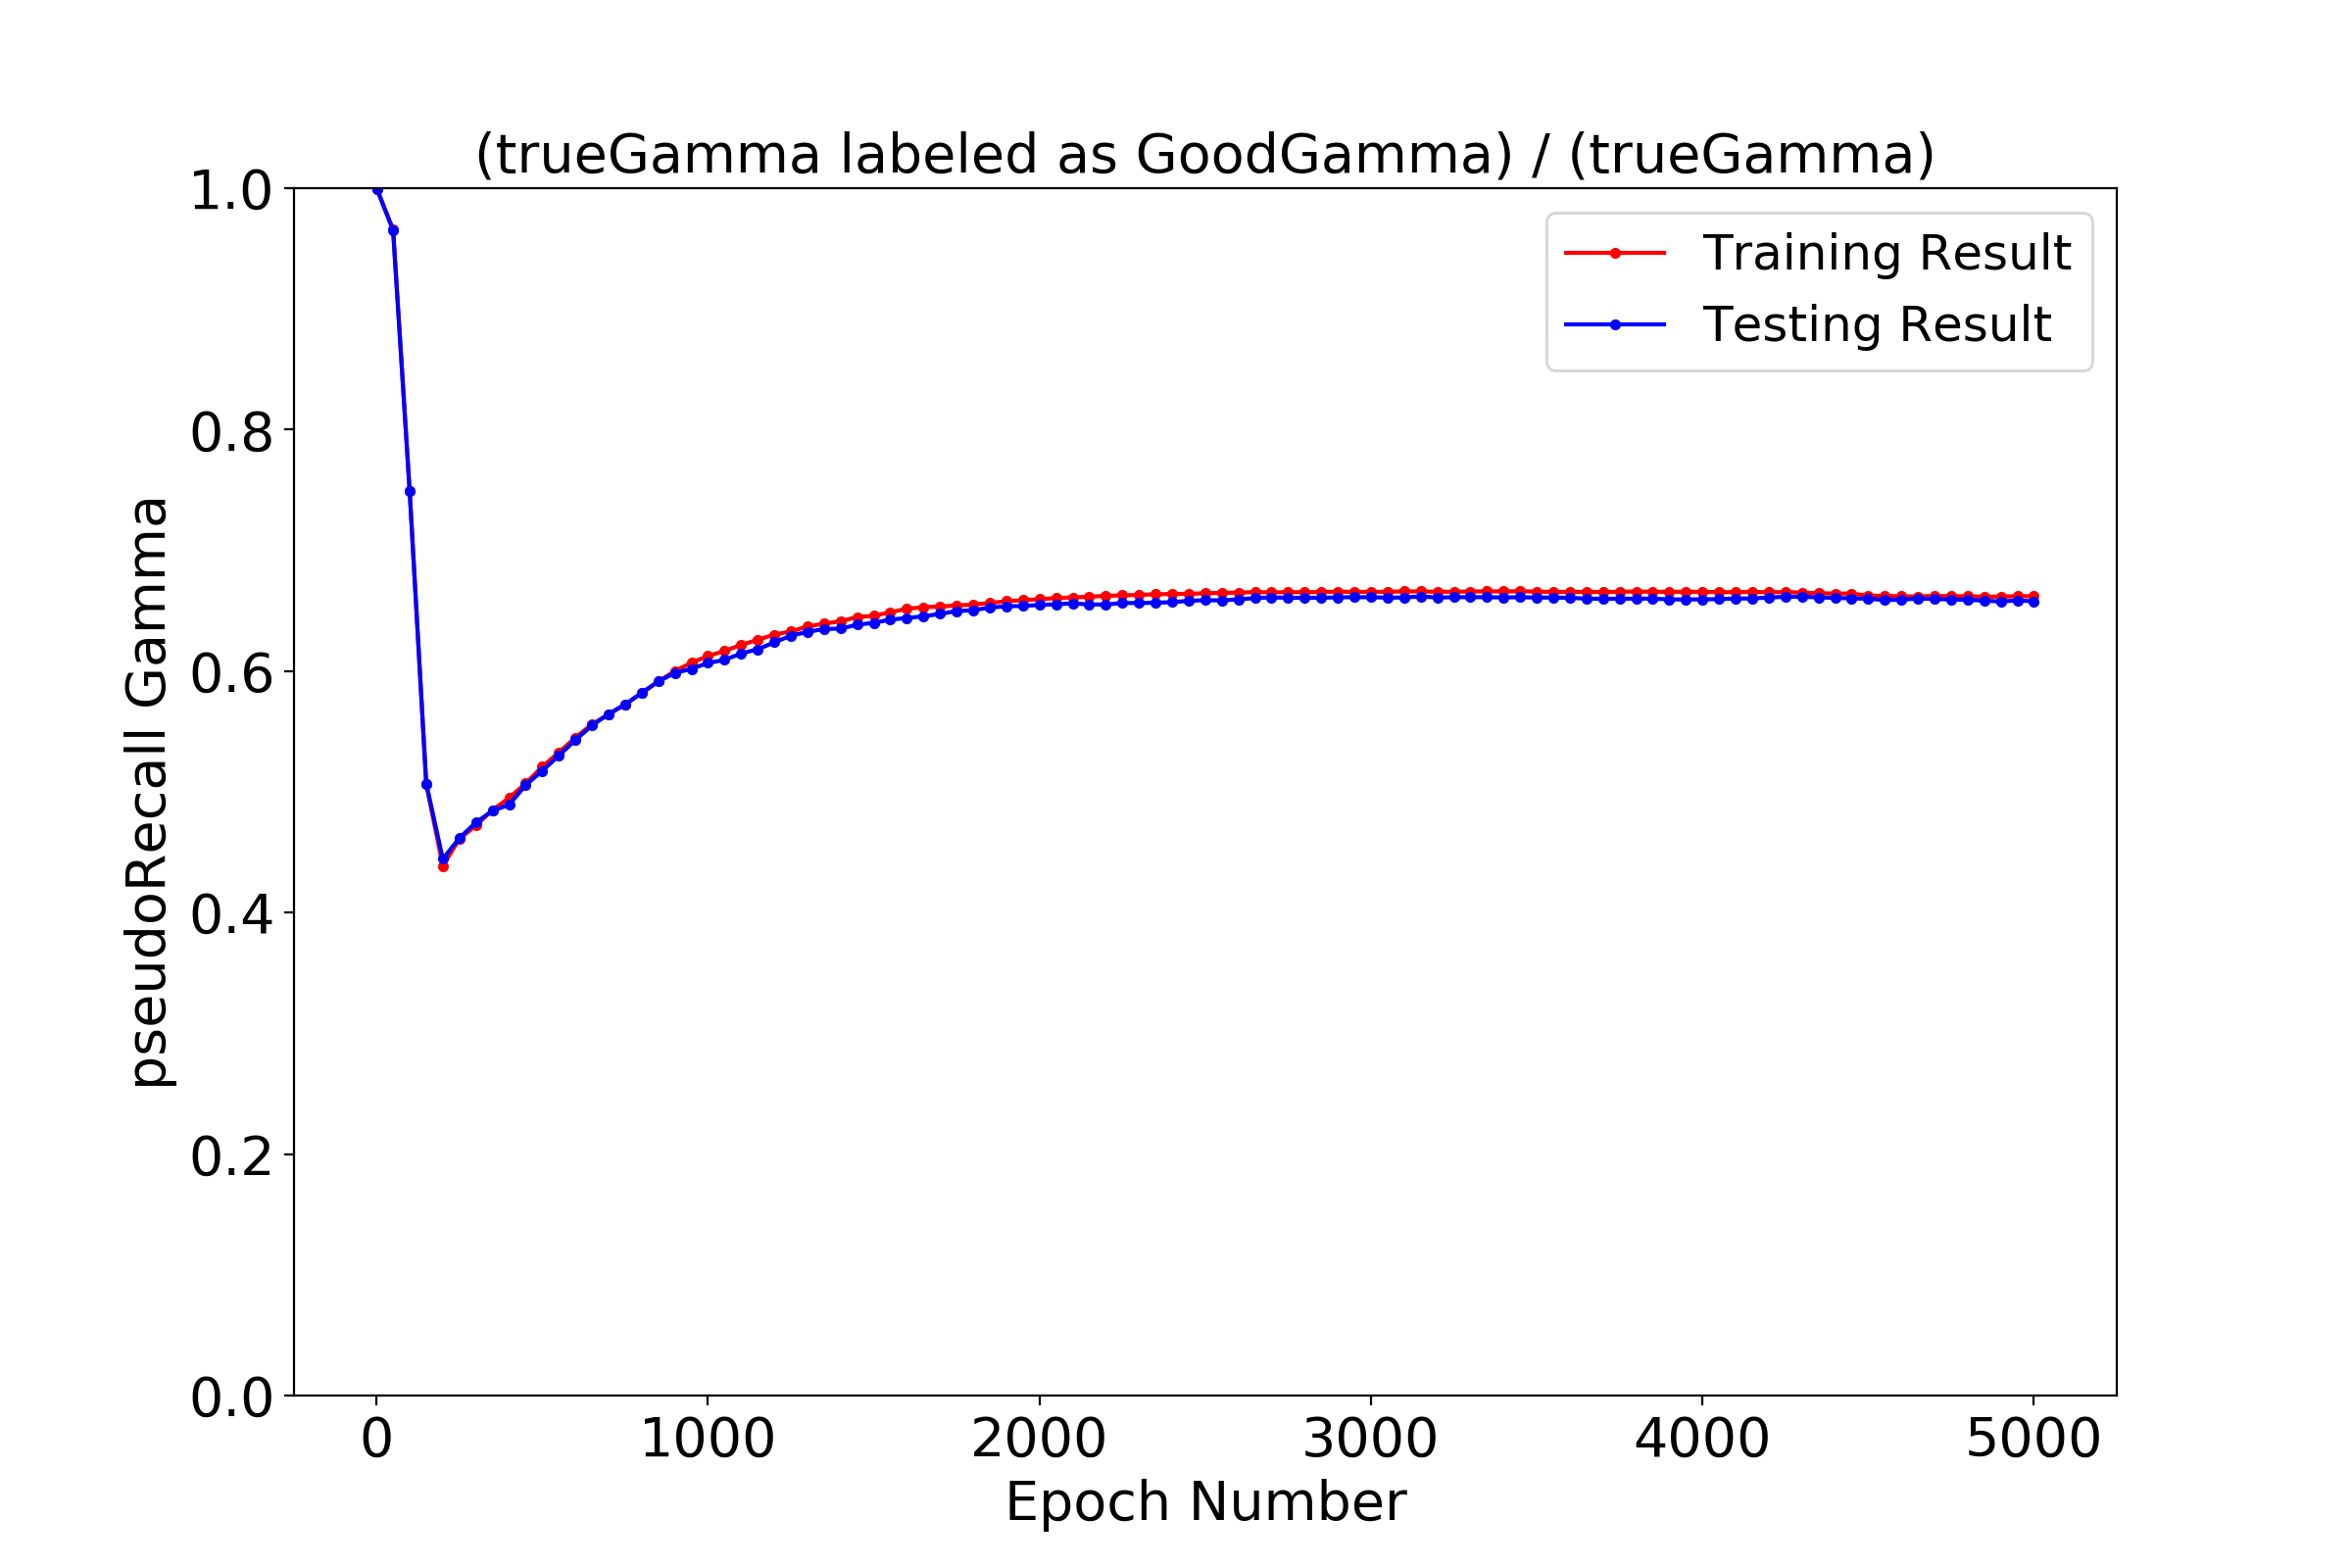 (trueGamma labeled as GoodGamma) / (trueGamma)
1.0
0.8
0.6
0.4
0.2
0.0
pseudoRecall Gamma
Training Result
Testing Result
0 1000 2000 3000 4000 5000
Epoch Number